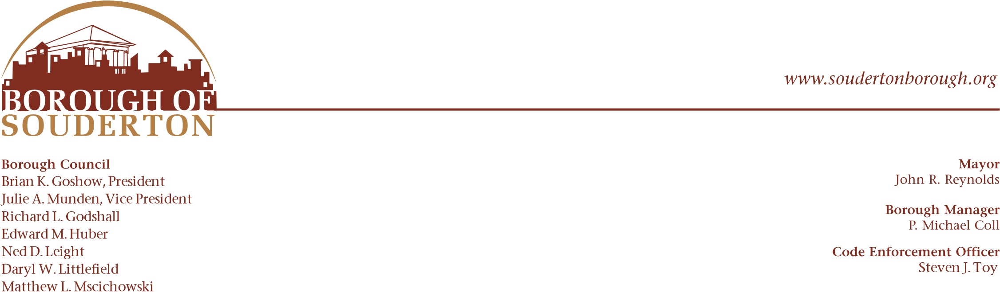 www.soudertonborough.org
BOROUGH OF
SOUDERTON
Borough Council
Brian K. Goshow, President
Julie A. Munden, Vice President
Richard L. Godshall
Edward M. Huber
Ned D. Leight
Daryl W. Littlefield
Matthew L. Mscichowski
Mayor
John R. Reynolds
Borough Manager
P. Michael Coll
Code Enforcement Officer
Steven J. Toy